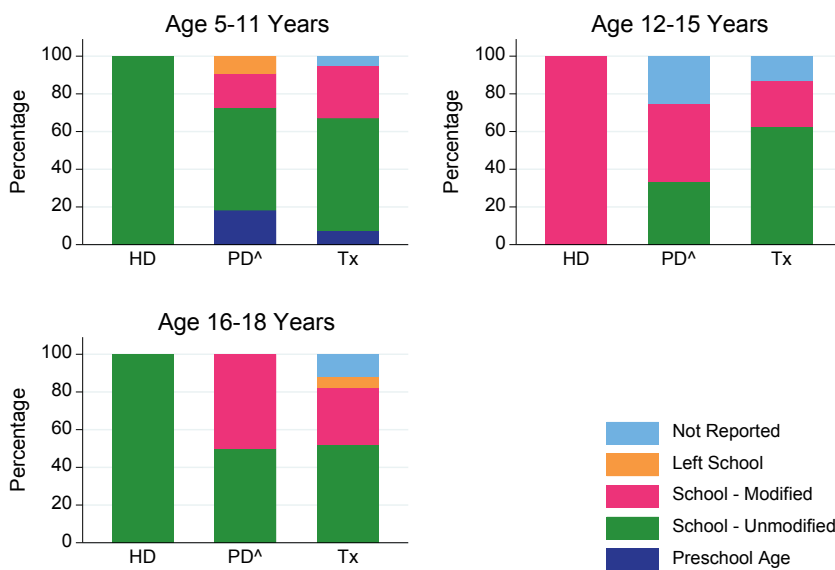 Age 5-11 Years
Percentage
100
80
60
40
20
0
HD PD^ Tx
Age 12-15 Years
Percentage
100
80
60
40
20
0
HD PD^ Tx
Age 16-18 Years
Percentage
100
80
60
40
20
0
HD PD^ Tx
Not Reported
Left School
School - Modified
School - Unmodified
Preschool Age